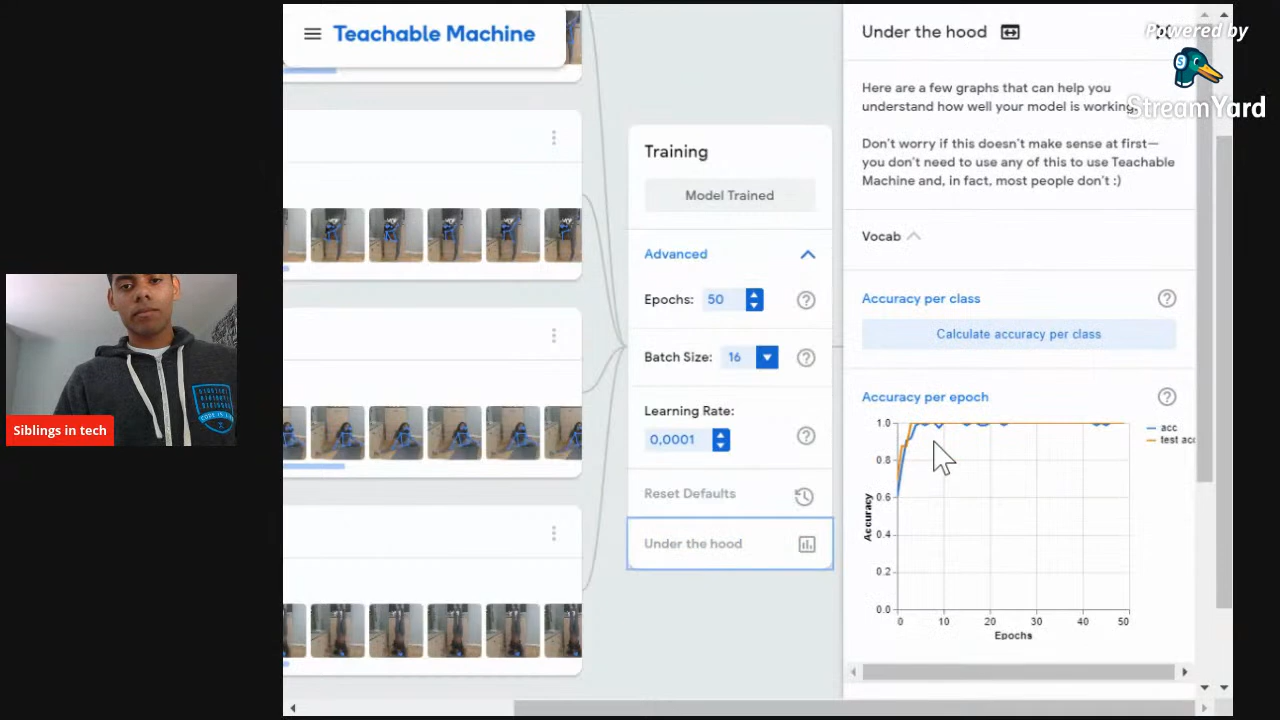 Teachable Machine
Under the hood
Powered by
StreamYard
Here are a few graphs that can help you
understand how well your model is working.
Don't worry if this doesn't make sense at first—
you don't need to use any of this to use Teachable
Machine and, in fact, most people don't :)
Vocab
Training
Model Trained
Advanced
Epochs: 50
Batch Size: 16
Learning Rate:
0,0001
Reset Defaults
Under the hood
Accuracy per class
Calculate accuracy per class
Accuracy per epoch
acc
test acc
1.0
0.8
0.6
0.4
0.2
0.0
Accuracy
0 10 20 30 40 50
Epochs
Siblings in tech